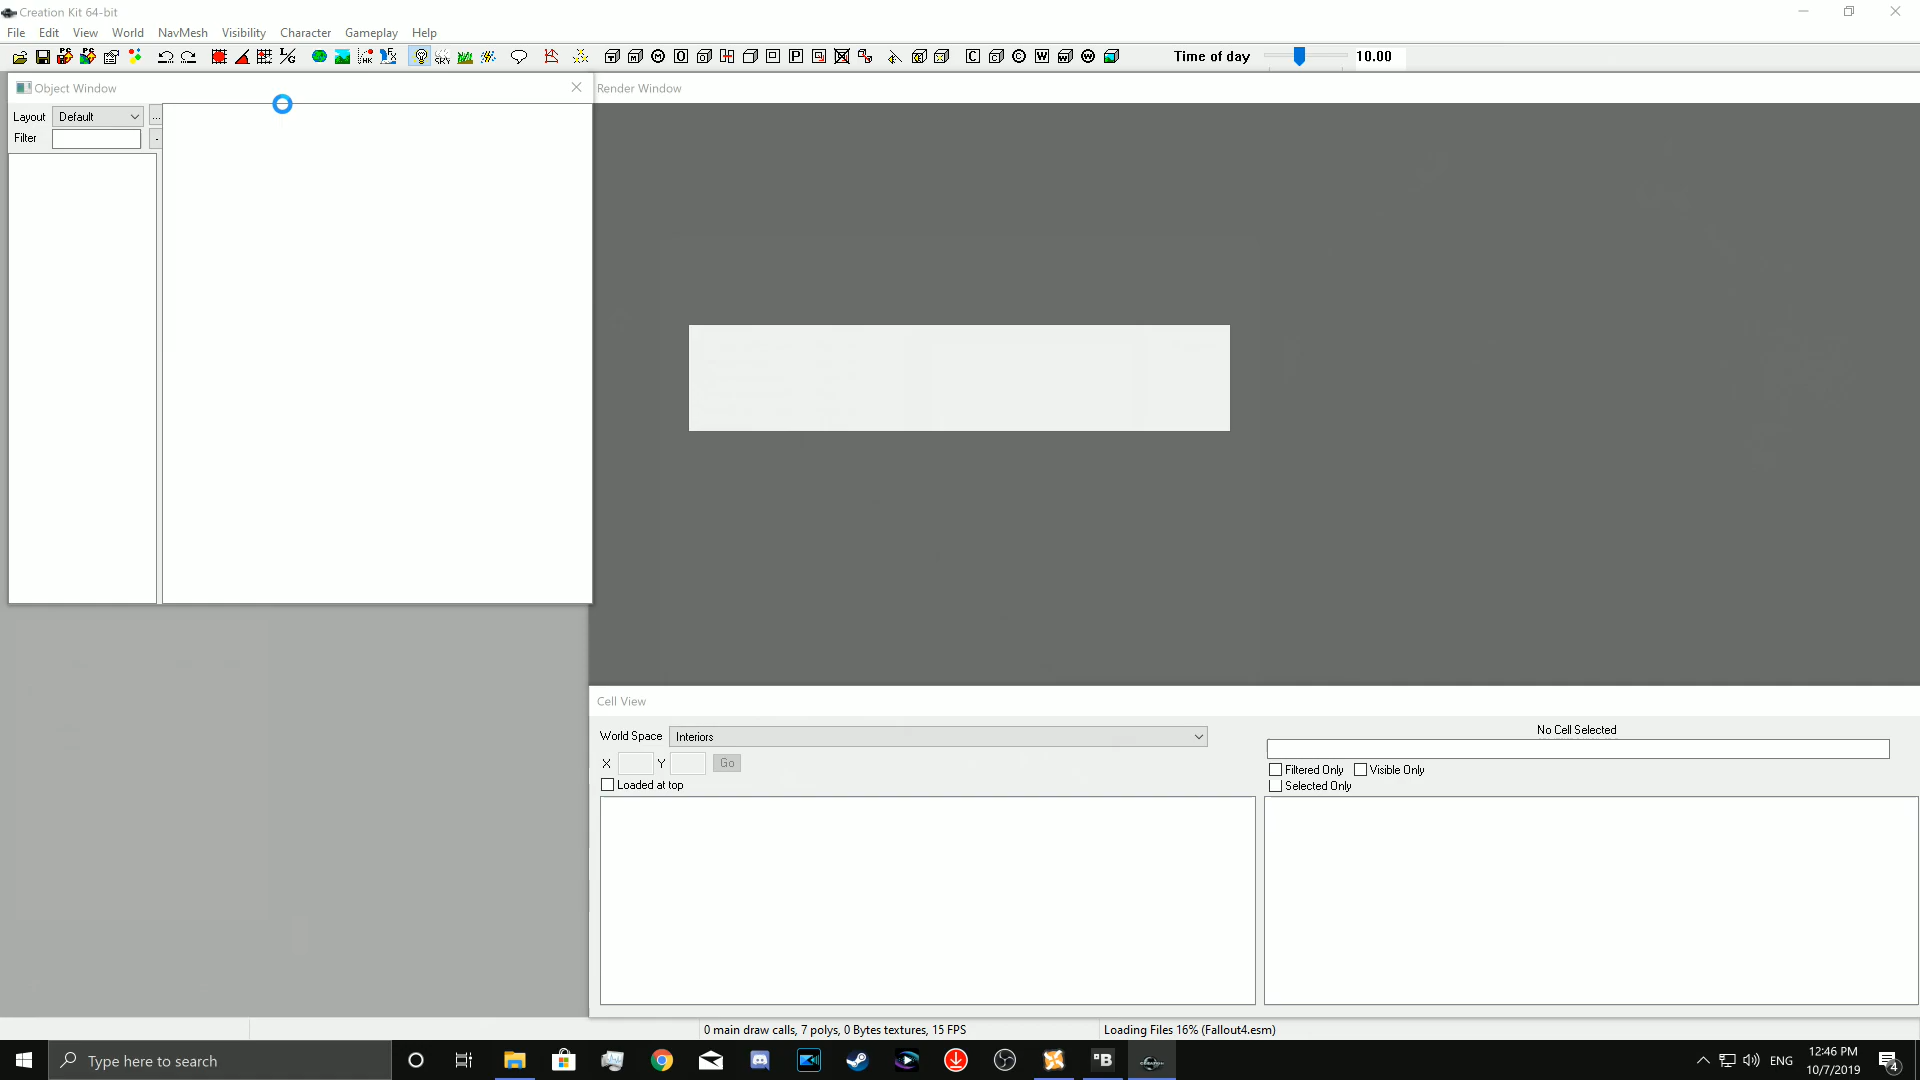 Creation Kit 64-bit
File Edit View World NavMesh Visibility Character Gameplay Help
Time of day 10.00
Object Window
Render Window
Layout Default ...
Filter -
Cell View
World Space Interiors
No Cell Selected
X Y Go
Filtered Only Visible Only
Loaded at top
Selected Only
0 main draw calls, 7 polys, 0 Bytes textures, 15 FPS
Loading Files 16% (Fallout4.esm)
Type here to search
ENG
12:46 PM
10/7/2019
4